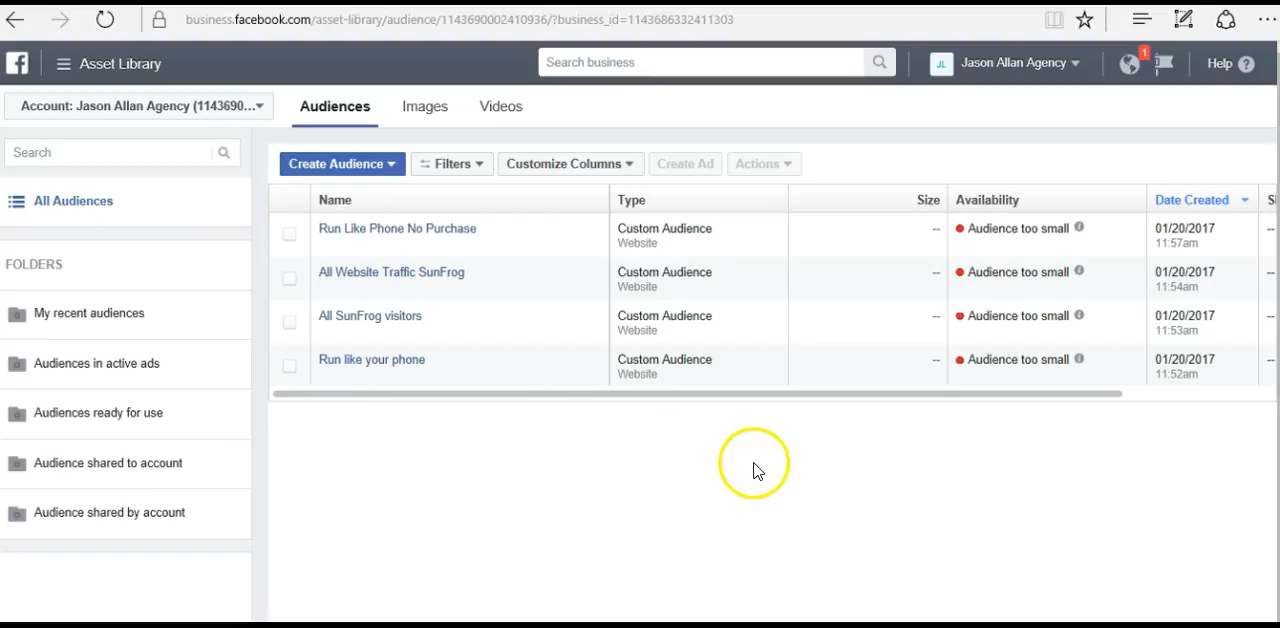 business.facebook.com/asset-library/audience/1143690002410936/?business_id=1143686332411303
f Asset Library
Search business
JL Jason Allan Agency
1
Help ?
Account: Jason Allan Agency (1143690...
Audiences Images Videos
Search
Create Audience Filters Customize Columns Create Ad Actions
All Audiences
FOLDERS
My recent audiences
Audiences in active ads
Audiences ready for use
Audience shared to account
Audience shared by account
Name Type Size Availability Date Created
Run Like Phone No Purchase Custom Audience -- Audience too small 01/20/2017 --
Website 11:57am
All Website Traffic SunFrog Custom Audience -- Audience too small 01/20/2017 --
Website 11:54am
All SunFrog visitors Custom Audience -- Audience too small 01/20/2017 --
Website 11:53am
Run like your phone Custom Audience -- Audience too small 01/20/2017 --
Website 11:52am